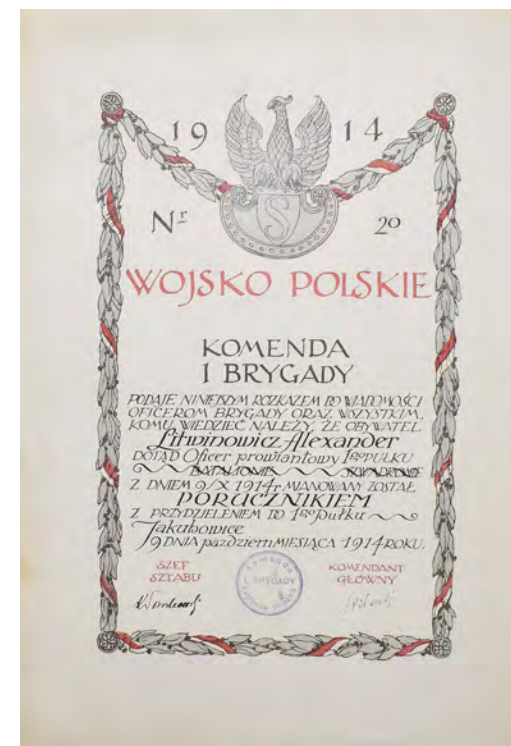 19 14
S
Nr 20
WOJSKO POLSKIE
KOMENDA
I BRYGADY
PODAJE NINIEJSZYM ROZKAZEM DO WIADOMOŚCI
OFICEROM BRYGADY ORAZ WSZYSTKIM,
KOMU WIEDZIEĆ NALEŻY, ŻE OBYWATEL
Litwinowicz Alexander
DOTĄD Oficer prowiantowy 1go PUŁKU
BATALIONU SZWADRONU
Z DNIEM 9/X 1914r. MIANOWANY ZOSTAŁ
PORUCZNIKIEM
Z PRZYDZIELENIEM DO 1go Pułku
Jakubowice
9 DNIA październ MIESIĄCA 1914 ROKU.
SZEF KOMENDANT
SZTABU GŁÓWNY
Komenda
I BRYGADY